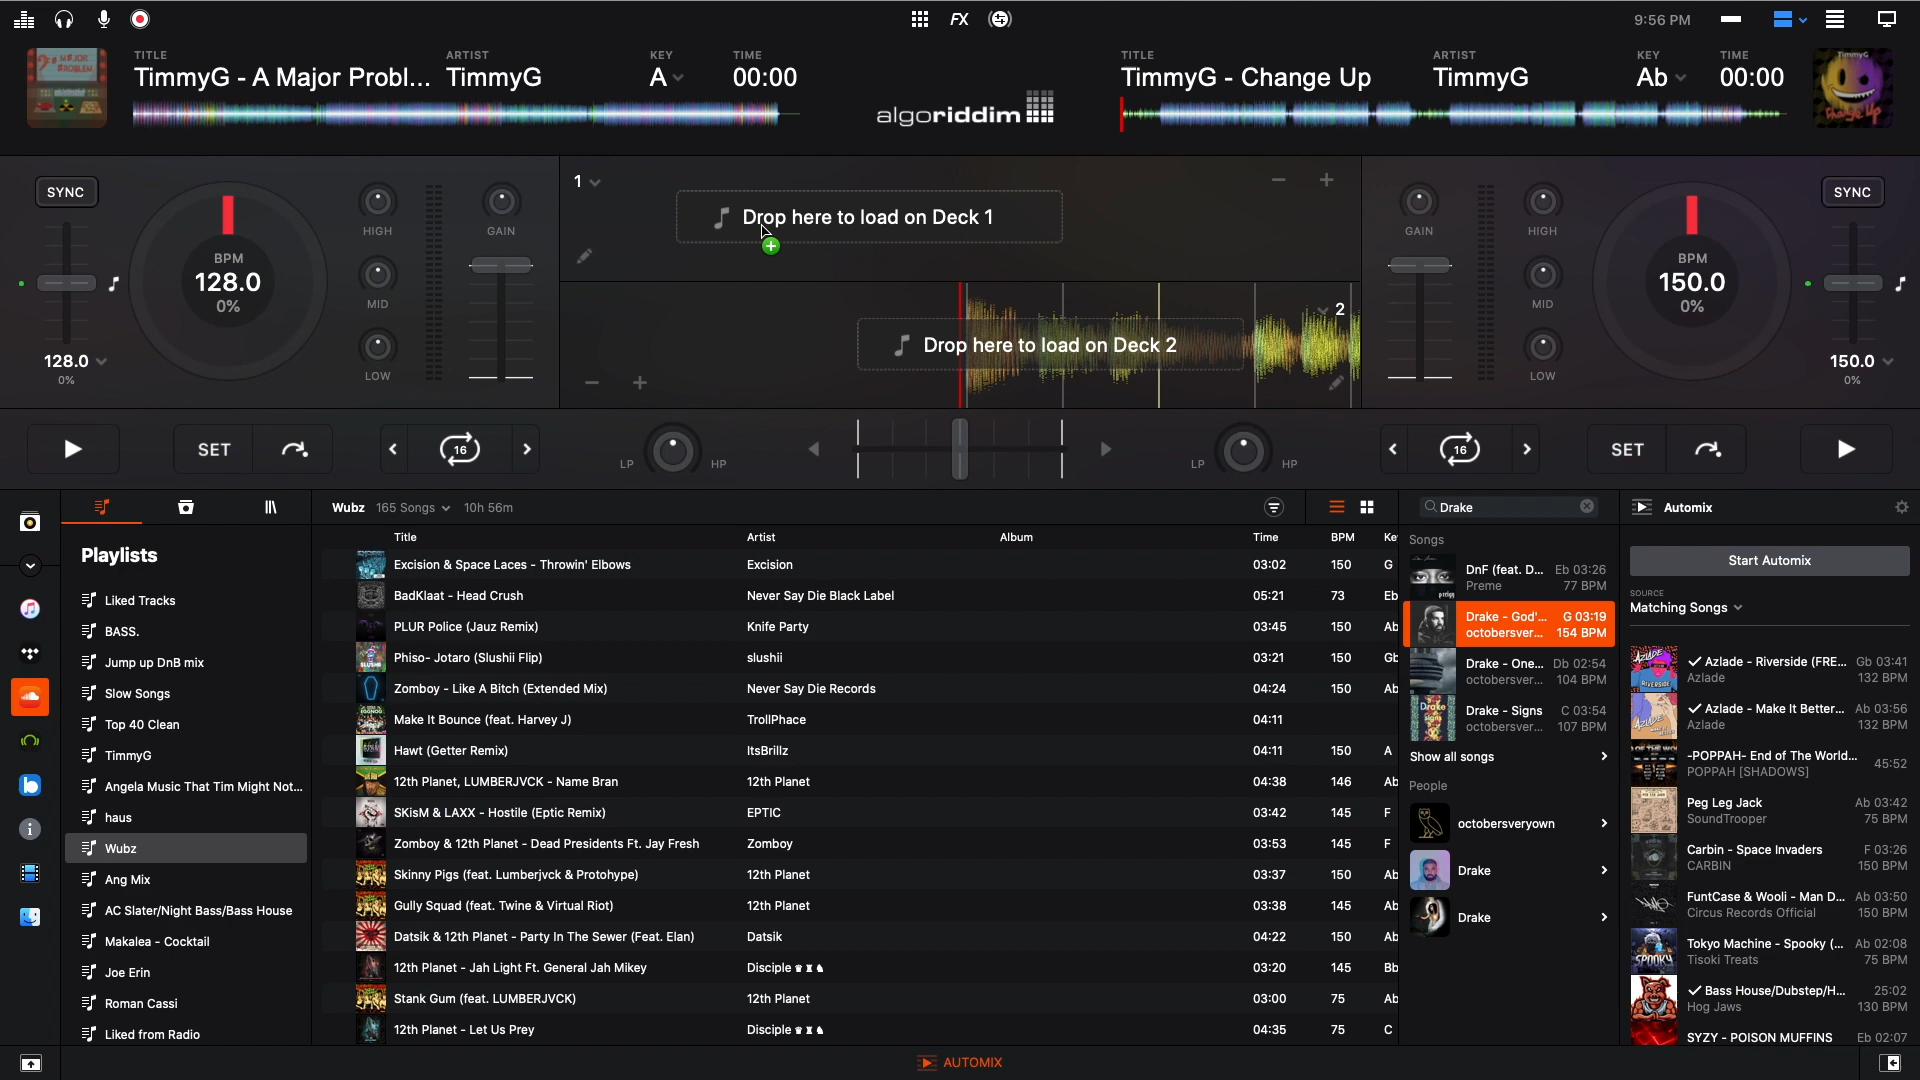 FX
9:56 PM
TITLE
TimmyG - A Major Probl...
ARTIST
TimmyG
KEY
A
TIME
00:00
algoriddim
TITLE
TimmyG - Change Up
ARTIST
TimmyG
KEY
Ab
TIME
00:00
SYNC
BPM
128.0
0%
128.0
0%
HIGH
MID
LOW
GAIN
1
Drop here to load on Deck 1
2
Drop here to load on Deck 2
GAIN
HIGH
MID
LOW
BPM
150.0
0%
SYNC
150.0
0%
SET
16
LP
HP
LP
HP
16
SET
Wubz 165 Songs 10h 56m
Playlists
Liked Tracks
BASS.
Jump up DnB mix
Slow Songs
Top 40 Clean
TimmyG
Angela Music That Tim Might Not...
haus
Wubz
Ang Mix
AC Slater/Night Bass/Bass House
Makalea - Cocktail
Joe Erin
Roman Cassi
Liked from Radio
Title Artist Album Time BPM Ke
Excision & Space Laces - Throwin' Elbows Excision 03:02 150 G
BadKlaat - Head Crush Never Say Die Black Label 05:21 73 Eb
PLUR Police (Jauz Remix) Knife Party 03:45 150 Ab
Phiso- Jotaro (Slushii Flip) slushii 03:21 150 Gb
Zomboy - Like A Bitch (Extended Mix) Never Say Die Records 04:24 150 Ab
Make It Bounce (feat. Harvey J) TrollPhace 04:11
Hawt (Getter Remix) ItsBrillz 04:11 150 A
12th Planet, LUMBERJVCK - Name Bran 12th Planet 04:38 146 Ab
SKisM & LAXX - Hostile (Eptic Remix) EPTIC 03:42 145 F
Zomboy & 12th Planet - Dead Presidents Ft. Jay Fresh Zomboy 03:53 145 F
Skinny Pigs (feat. Lumberjvck & Protohype) 12th Planet 03:37 150 Ab
Gully Squad (feat. Twine & Virtual Riot) 12th Planet 03:38 145 Ab
Datsik & 12th Planet - Party In The Sewer (Feat. Elan) Datsik 04:22 150 Ab
12th Planet - Jah Light Ft. General Jah Mikey Disciple ♛♜♞ 03:20 145 Bb
Stank Gum (feat. LUMBERJVCK) 12th Planet 03:00 75 Ab
12th Planet - Let Us Prey Disciple ♛♜♞ 04:35 75 C
Drake
Songs
DnF (feat. D... Eb 03:26
Preme 77 BPM
Drake - God'... G 03:19
octobersver... 154 BPM
Drake - One... Db 02:54
octobersver... 104 BPM
Drake - Signs C 03:54
octobersver... 107 BPM
Show all songs
People
octobersveryown
Drake
Drake
Automix
Start Automix
SOURCE
Matching Songs
Azlade - Riverside (FRE... Gb 03:41
Azlade 132 BPM
Azlade - Make It Better... Ab 03:56
Azlade 132 BPM
-POPPAH- End of The World... 45:52
POPPAH [SHADOWS]
Peg Leg Jack Ab 03:42
SoundTrooper 75 BPM
Carbin - Space Invaders F 03:26
CARBIN 150 BPM
FuntCase & Wooli - Man D... Ab 03:50
Circus Records Official 150 BPM
Tokyo Machine - Spooky (... Ab 02:08
Tisoki Treats 75 BPM
Bass House/Dubstep/H... 25:02
Hog Jaws 130 BPM
SYZY - POISON MUFFINS Eb 02:07
AUTOMIX